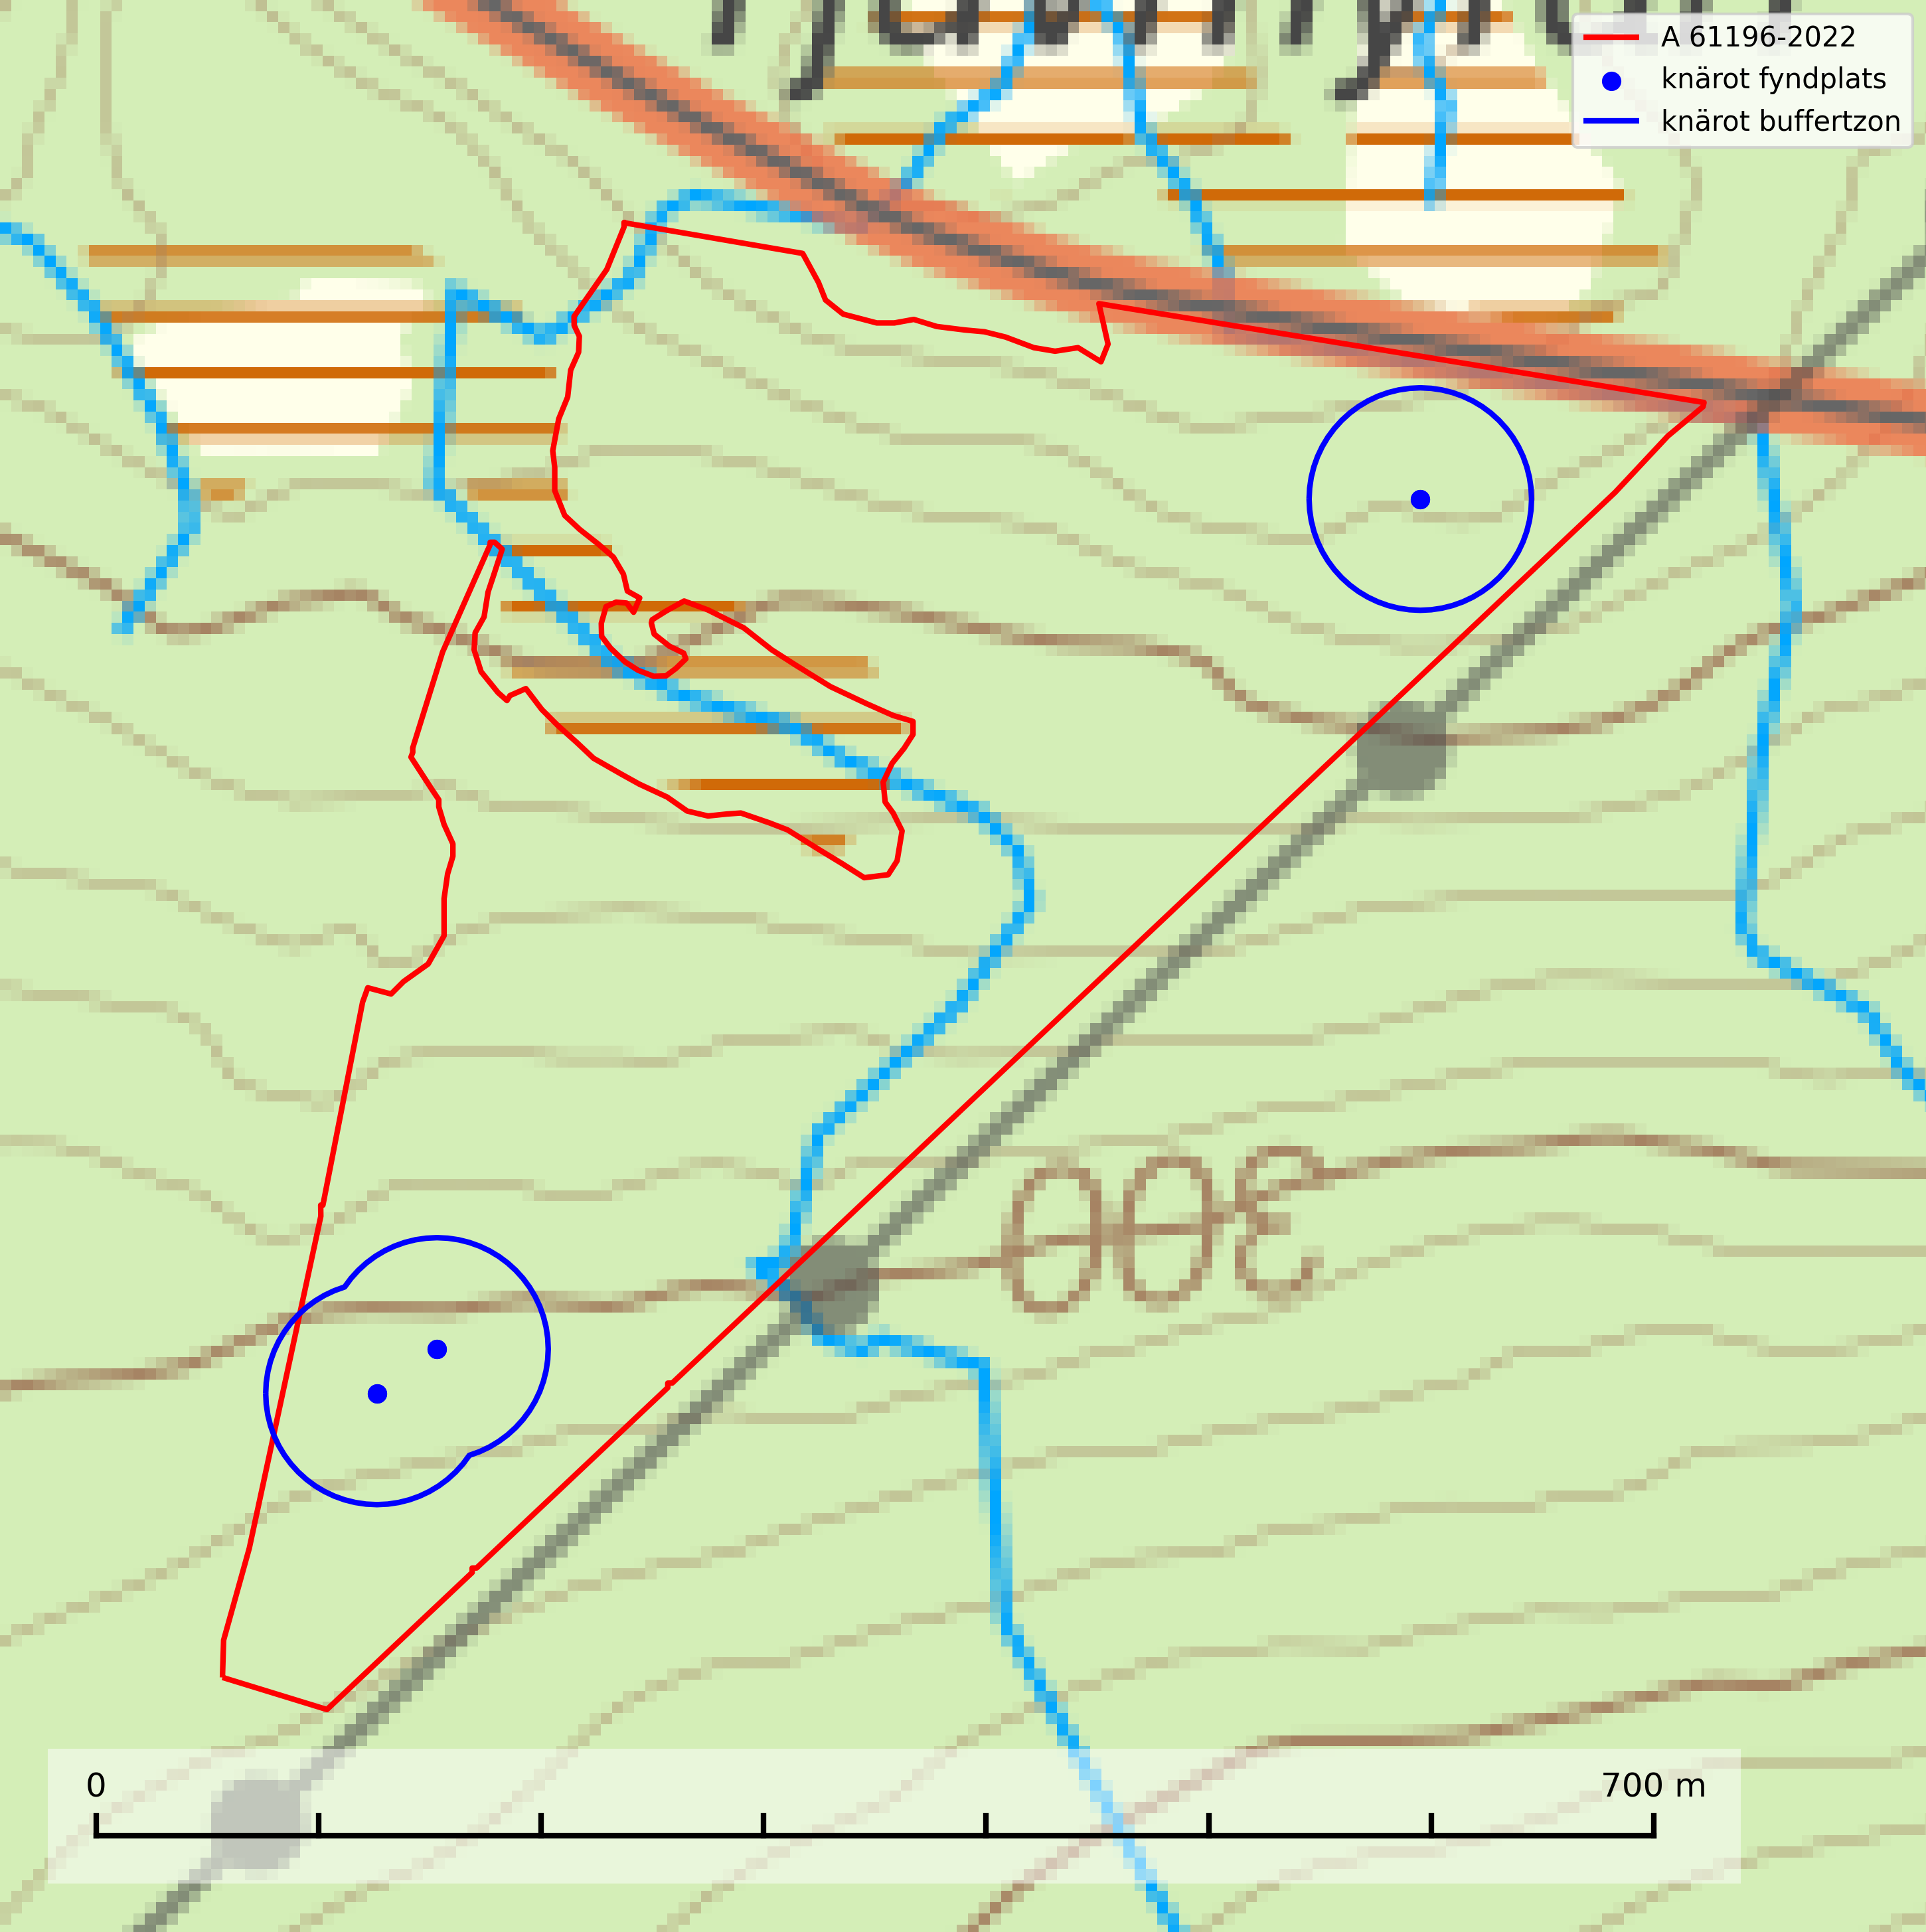 A 61196-2022
knärot fyndplats
knärot buffertzon
300
0
700 m